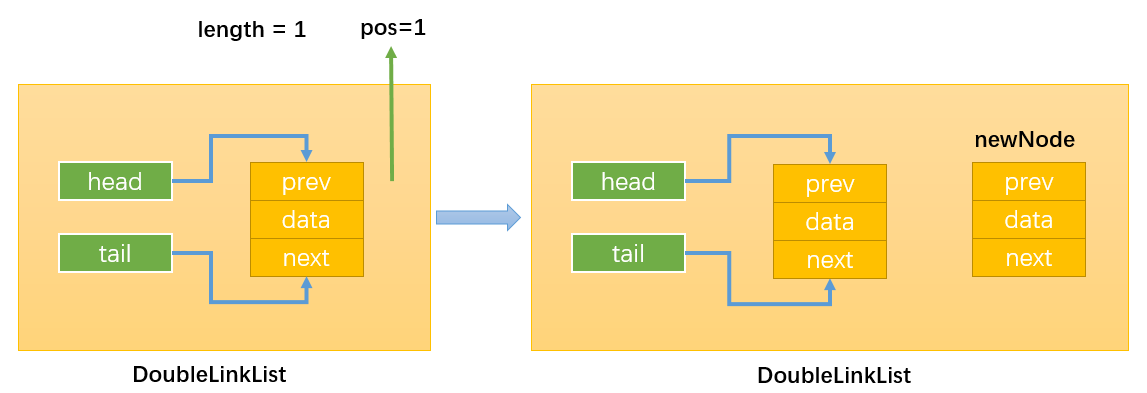 length = 1
pos=1
head
tail
prev
data
next
DoubleLinkList
head
tail
prev
data
next
newNode
prev
data
next
DoubleLinkList